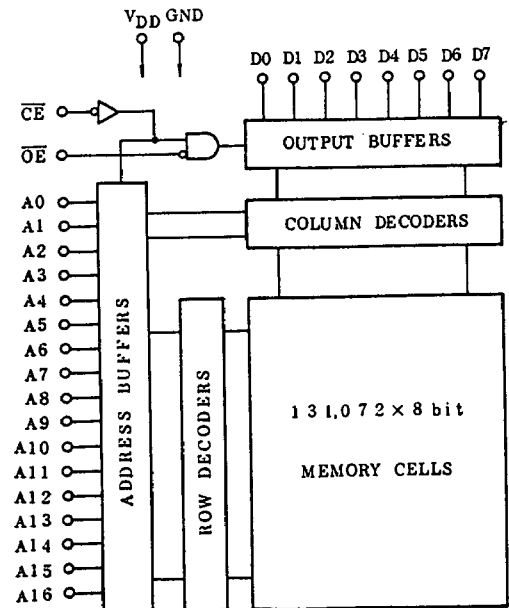 VDD GND
D0 D1 D2 D3 D4 D5 D6 D7
CE
OE
OUTPUT BUFFERS
A0
A1
A2
A3
A4
A5
A6
A7
A8
A9
A10
A11
A12
A13
A14
A15
A16
COLUMN DECODERS
ADDRESS BUFFERS
ROW DECODERS
131,072×8 bit
MEMORY CELLS